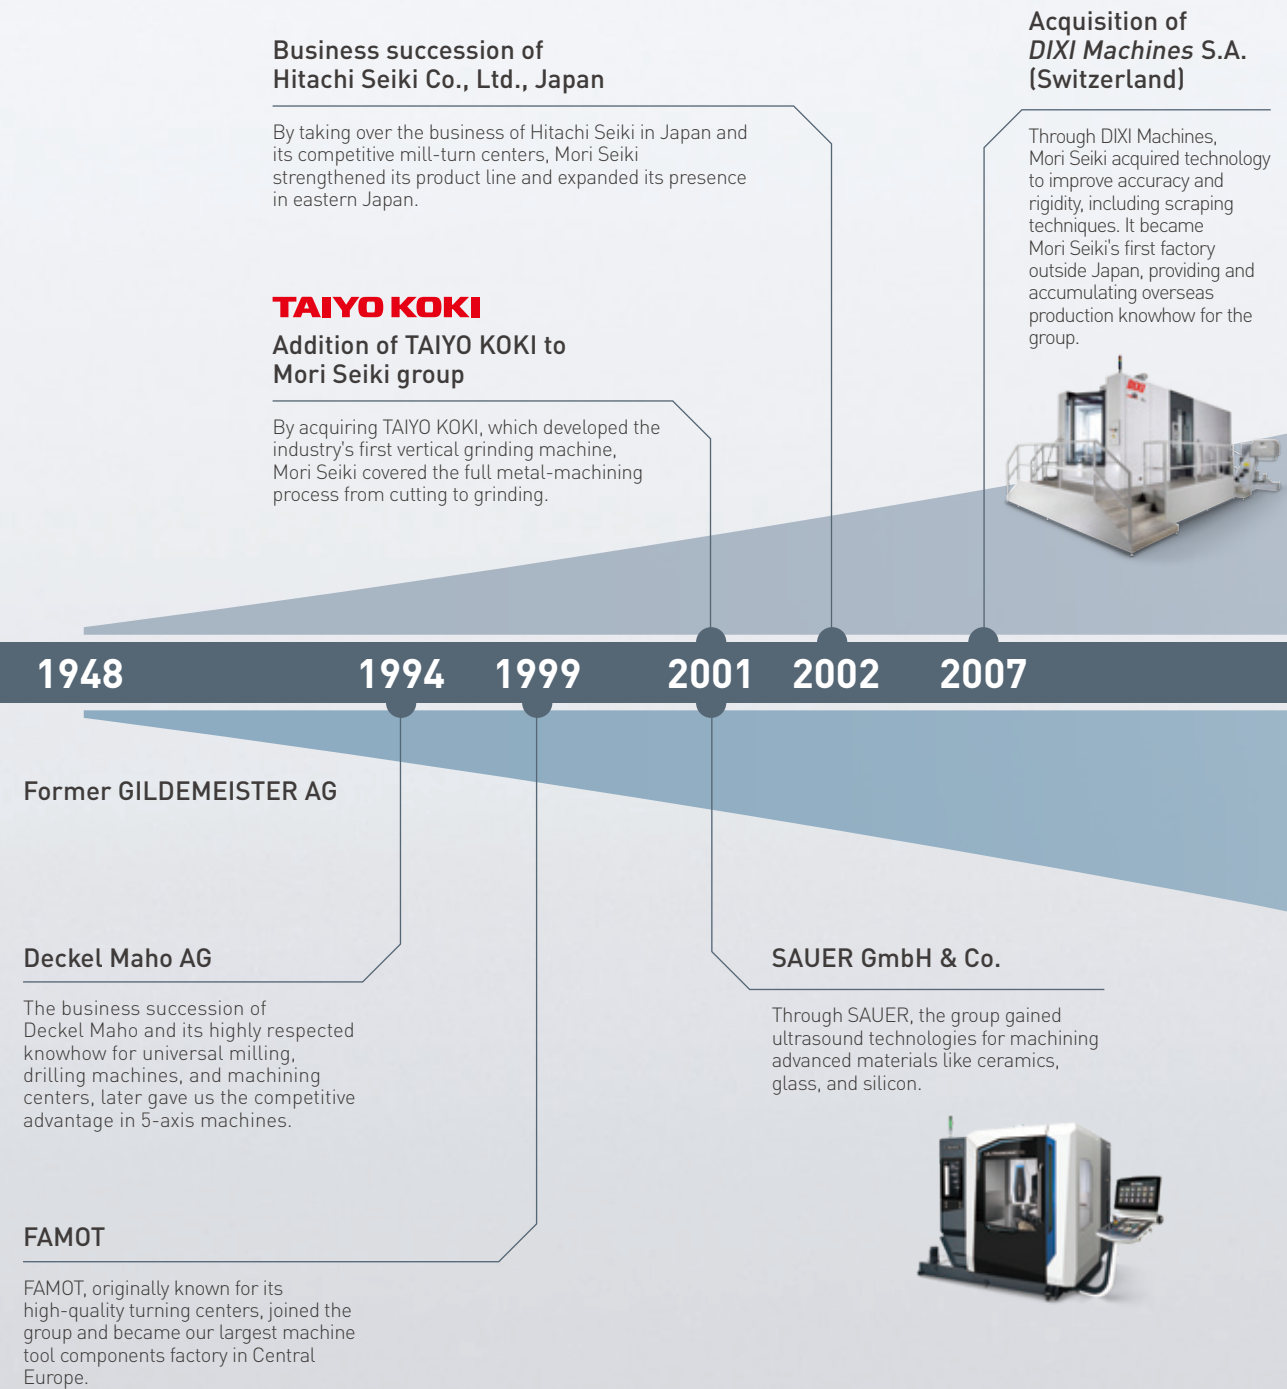 Business succession of
Hitachi Seiki Co., Ltd., Japan
By taking over the business of Hitachi Seiki in Japan and
its competitive mill-turn centers, Mori Seiki
strengthened its product line and expanded its presence
in eastern Japan.
TAIYO KOKI
Addition of TAIYO KOKI to
Mori Seiki group
By acquiring TAIYO KOKI, which developed the
industry's first vertical grinding machine,
Mori Seiki covered the full metal-machining
process from cutting to grinding.
Acquisition of
DIXI Machines S.A.
(Switzerland)
Through DIXI Machines,
Mori Seiki acquired technology
to improve accuracy and
rigidity, including scraping
techniques. It became
Mori Seiki's first factory
outside Japan, providing and
accumulating overseas
production knowhow for the
group.
DIXI
1948 1994 1999 2001 2002 2007
Former GILDEMEISTER AG
Deckel Maho AG
The business succession of
Deckel Maho and its highly respected
knowhow for universal milling,
drilling machines, and machining
centers, later gave us the competitive
advantage in 5-axis machines.
FAMOT
FAMOT, originally known for its
high-quality turning centers, joined the
group and became our largest machine
tool components factory in Central
Europe.
SAUER GmbH & Co.
Through SAUER, the group gained
ultrasound technologies for machining
advanced materials like ceramics,
glass, and silicon.